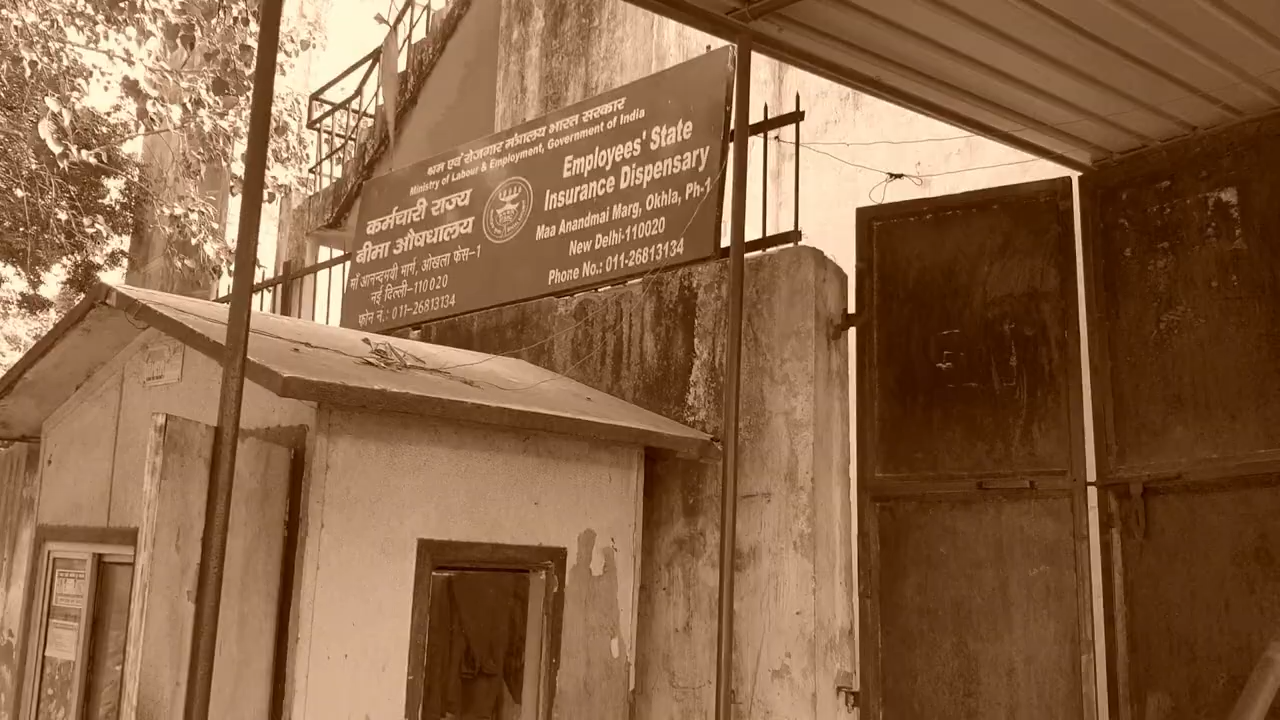 श्रम एवं रोजगार मंत्रालय भारत सरकार
Ministry of Labour & Employment, Government of India
कर्मचारी राज्य
बीमा औषधालय
माँ आनन्दमयी मार्ग, ओखला फेस-1
नई दिल्ली-110020
फोन न.: 011-26813134
Employees' State
Insurance Dispensary
Maa Anandmai Marg, Okhla, Ph-1
New Delhi-110020
Phone No.: 011-26813134